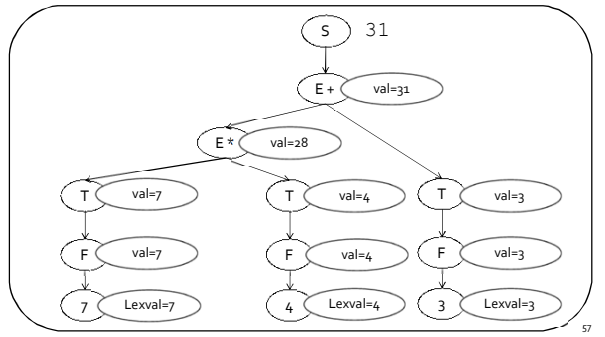 S 31
E + val=31
E * val=28
T val=7 T val=4 T val=3
F val=7 F val=4 F val=3
7 Lexval=7 4 Lexval=4 3 Lexval=3
57